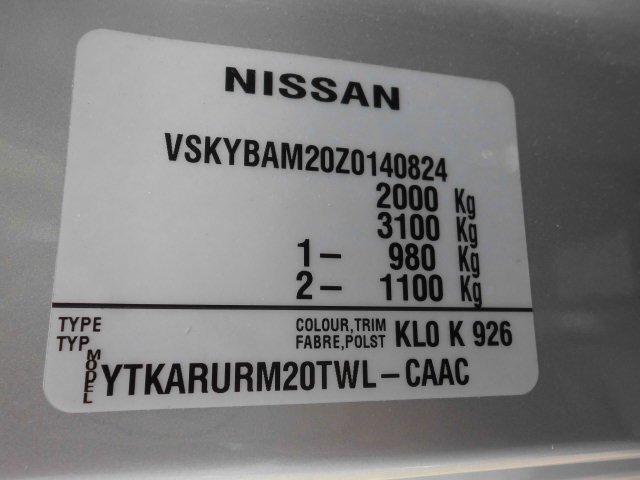 NISSAN
VSKYBAM20Z0140824
2000 Kg
3100 Kg
1– 980 Kg
2– 1100 Kg
TYPE COLOUR,TRIM KL0 K 926
TYP FABRE,POLST
MODEL YTKARURM20TWL–CAAC